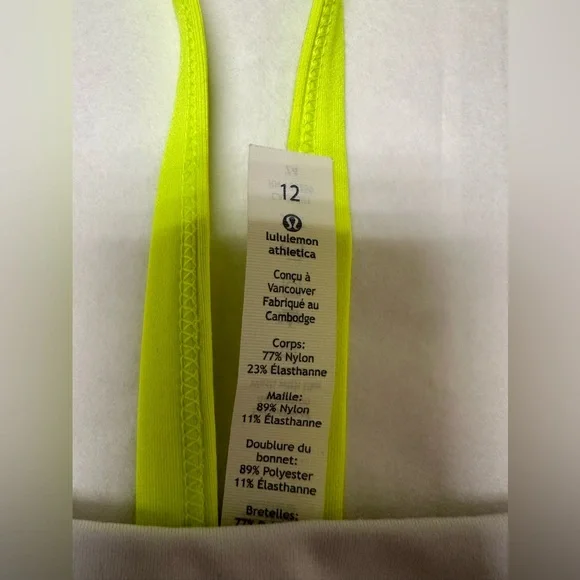 12
lululemon
athletica
Conçu à
Vancouver
Fabriqué au
Cambodge
Corps:
77% Nylon
23% Élasthanne
Maille:
89% Nylon
11% Élasthanne
Doublure du
bonnet:
89% Polyester
11% Élasthanne
Bretelles: